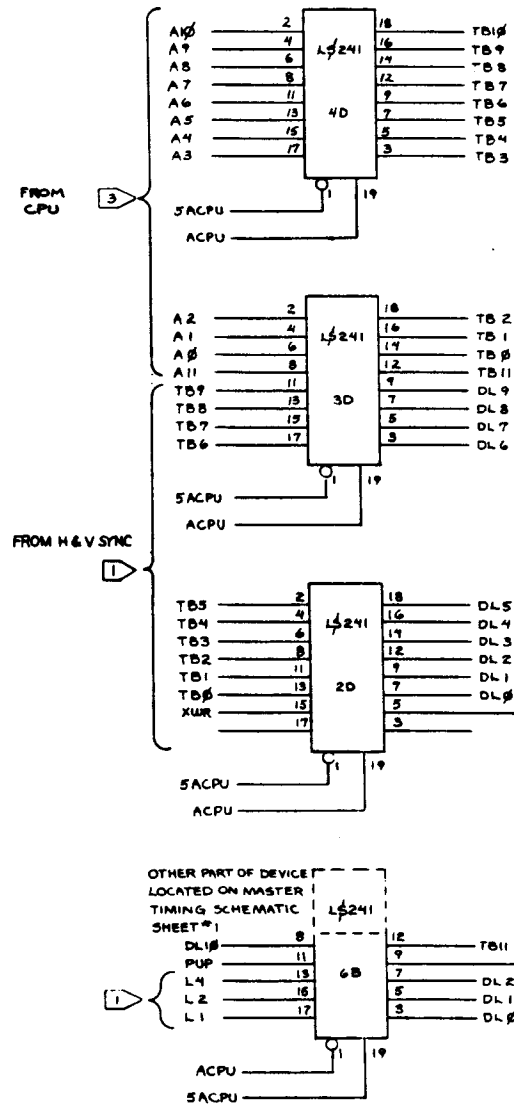 A1Ø 2 LS241 18 TB1Ø
A9 4 16 TB9
A8 6 14 TB8
A7 8 12 TB7
A6 11 9 TB6
A5 13 4D 7 TB5
A4 15 5 TB4
A3 17 3 TB3
FROM CPU 3
1 19
5ACPU
ACPU
A2 2 18 TB2
A1 4 LS241 16 TB1
AØ 6 14 TBØ
A11 8 12 TB11
TB9 11 9 DL9
TB8 13 3D 7 DL8
TB7 15 5 DL7
TB6 17 3 DL6
1 19
5ACPU
ACPU
FROM H & V SYNC
1
TB5 2 18 DL5
TB4 4 LS241 16 DL4
TB3 6 14 DL3
TB2 8 12 DL2
TB1 11 9 DL1
TBØ 13 2D 7 DLØ
XWR 15 5
17 3
1 19
5ACPU
ACPU
OTHER PART OF DEVICE
LOCATED ON MASTER
TIMING SCHEMATIC
SHEET #1
LS241
DL1Ø 8 12 TB11
PUP 11 9
L4 13 6B 7 DL2
L2 15 5 DL1
L1 17 3 DLØ
1
1 19
ACPU
5ACPU